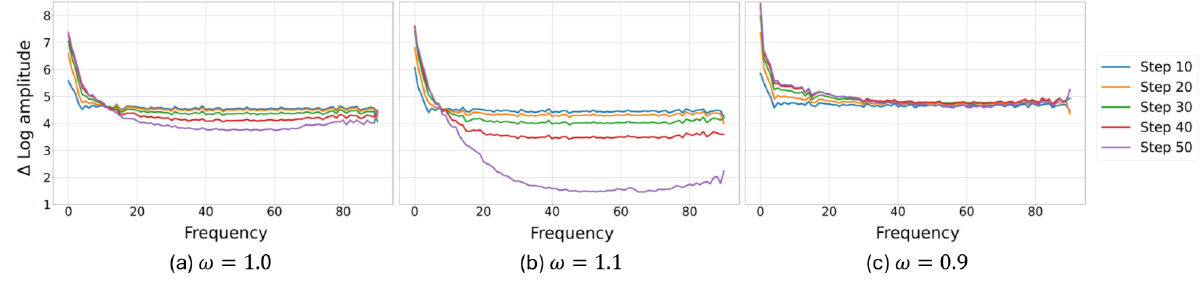 Δ Log amplitude
8
7
6
5
4
3
2
1
0 20 40 60 80
0 20 40 60 80
0 20 40 60 80
Frequency
Frequency
Frequency
(a) ω = 1.0
(b) ω = 1.1
(c) ω = 0.9
Step 10
Step 20
Step 30
Step 40
Step 50